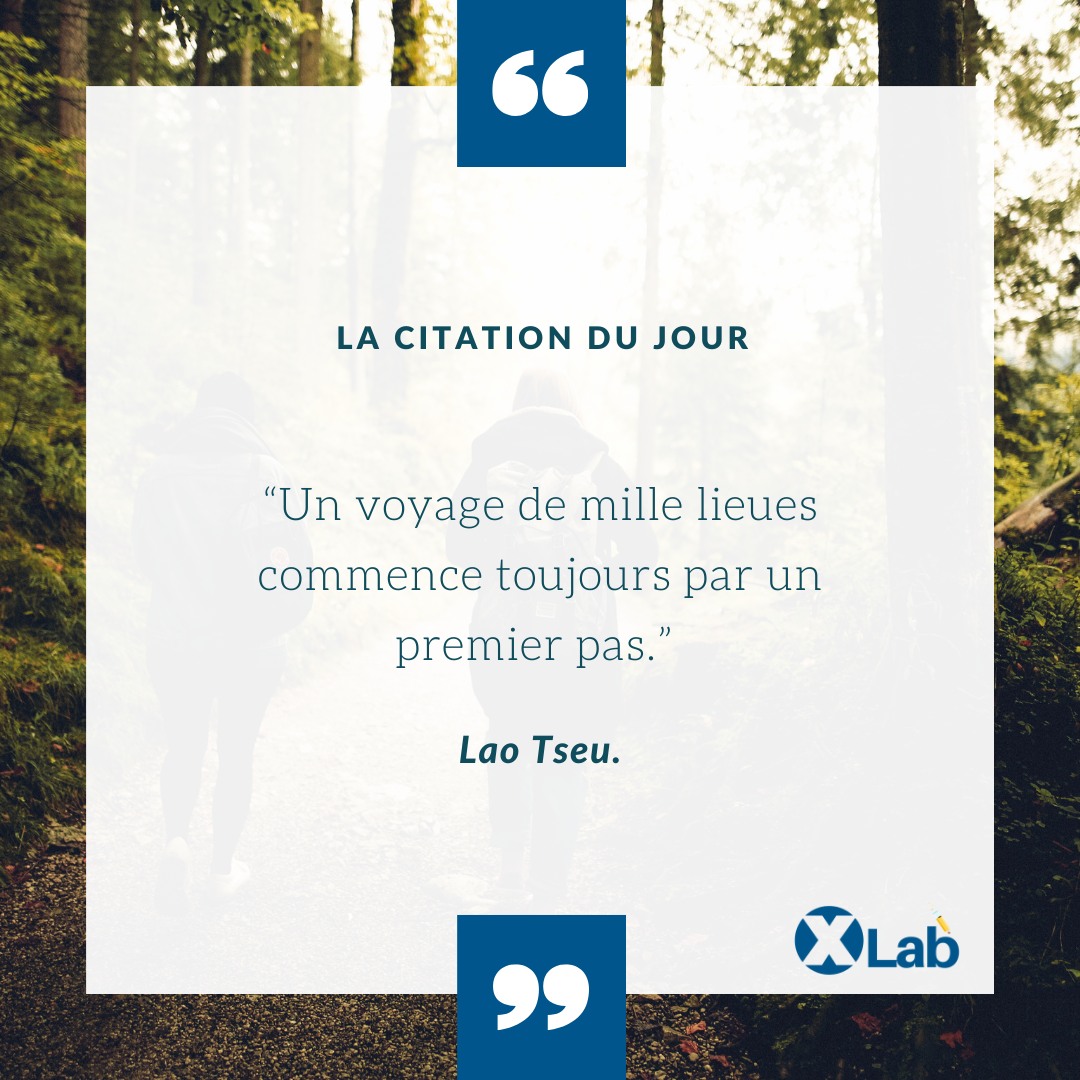 “
LA CITATION DU JOUR
“Un voyage de mille lieues
commence toujours par un
premier pas.”
Lao Tseu.
XLab
”